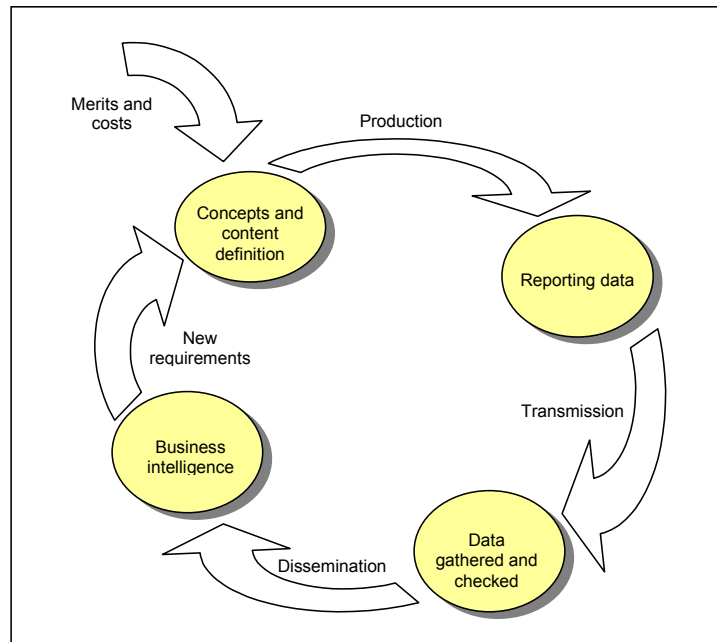 Merits and
costs
Production
Concepts and
content
definition
Reporting data
New
requirements
Transmission
Business
intelligence
Data
gathered and
checked
Dissemination